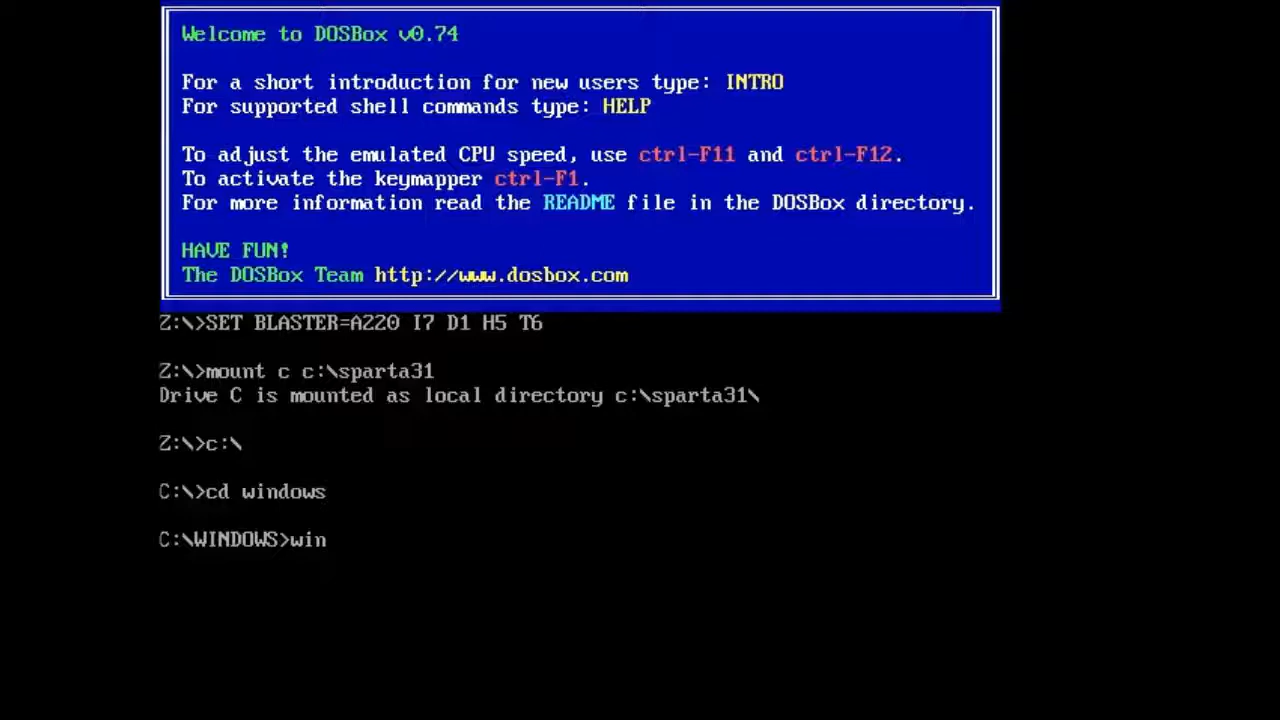 Welcome to DOSBox v0.74
For a short introduction for new users type: INTRO
For supported shell commands type: HELP
To adjust the emulated CPU speed, use ctrl-F11 and ctrl-F12.
To activate the keymapper ctrl-F1.
For more information read the README file in the DOSBox directory.
HAVE FUN!
The DOSBox Team http://www.dosbox.com
Z:\>SET BLASTER=A220 I7 D1 H5 T6
Z:\>mount c c:\sparta31
Drive C is mounted as local directory c:\sparta31\
Z:\>c:\
C:\>cd windows
C:\WINDOWS>win